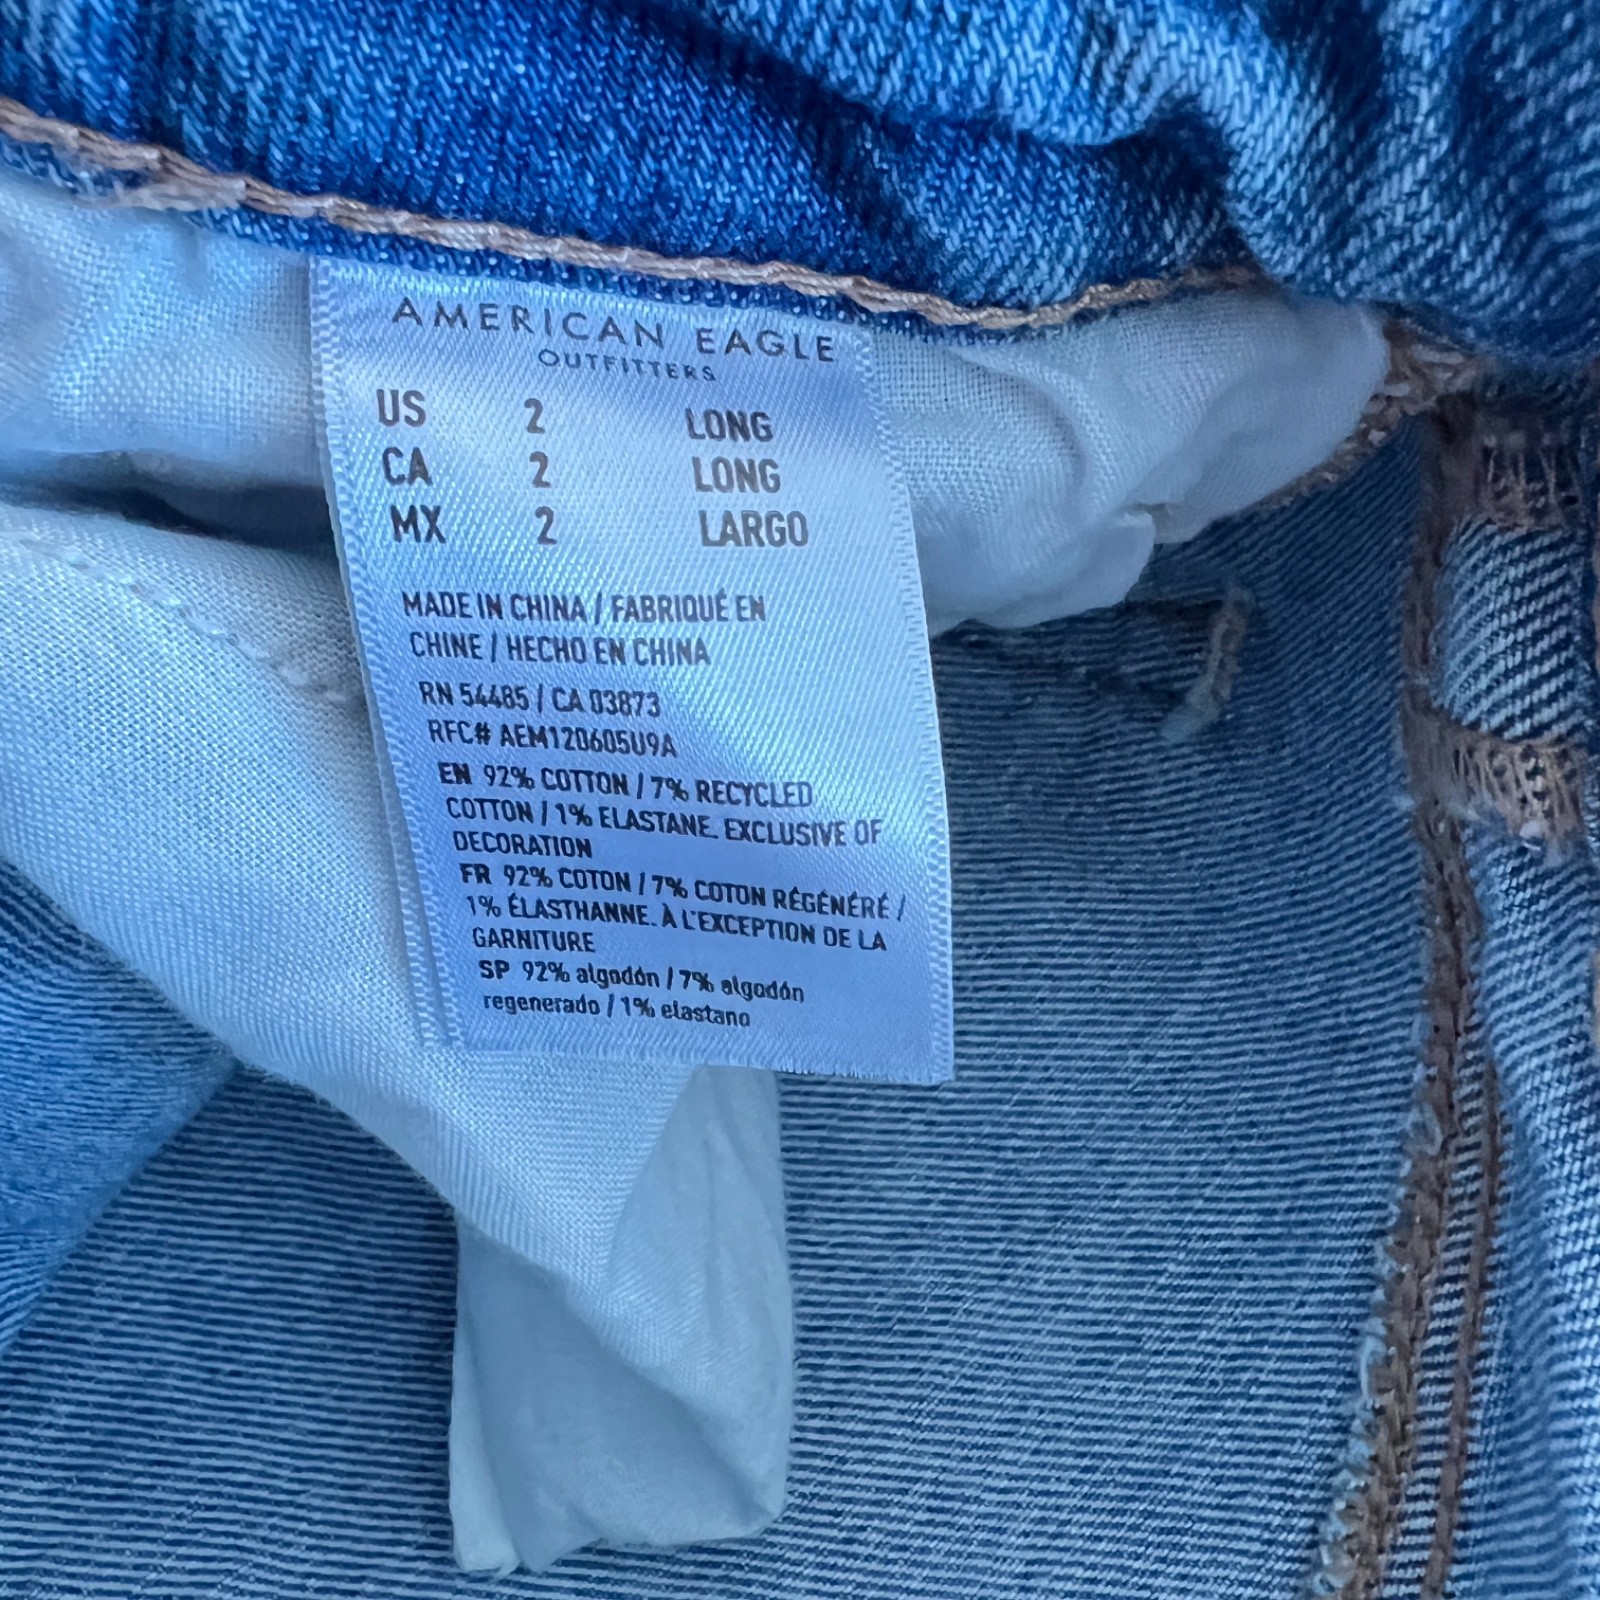 AMERICAN EAGLE
OUTFITTERS
US 2 LONG
CA 2 LONG
MX 2 LARGO
MADE IN CHINA / FABRIQUÉ EN
CHINE / HECHO EN CHINA
RN 54485 / CA 03873
RFC# AEM120605U9A
EN 92% COTTON / 7% RECYCLED
COTTON / 1% ELASTANE. EXCLUSIVE OF
DECORATION
FR 92% COTON / 7% COTON RÉGÉNÉRÉ /
1% ÉLASTHANNE. À L'EXCEPTION DE LA
GARNITURE
SP 92% algodón / 7% algodón
regenerado / 1% elastano